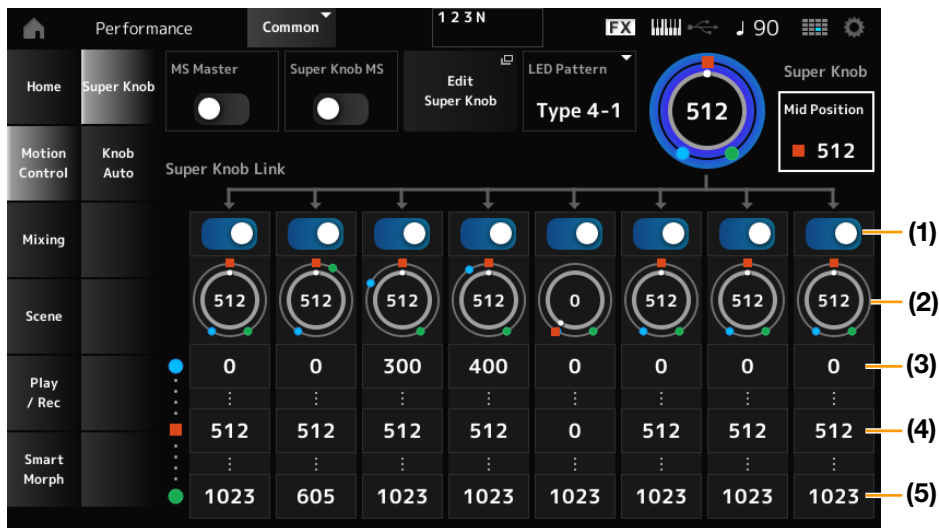 Performance
Common
1 2 3 N
FX
♩ 90
Home
Super Knob
MS Master
Super Knob MS
Edit
Super Knob
LED Pattern
Type 4-1
512
Super Knob
Mid Position
512
Motion
Control
Knob
Auto
Super Knob Link
Mixing
(1)
Scene
512 512 512 512 0 512 512 512 (2)
0 0 300 400 0 0 0 0 (3)
Play
/ Rec
512 512 512 512 0 512 512 512 (4)
Smart
Morph
1023 605 1023 1023 1023 1023 1023 1023 (5)